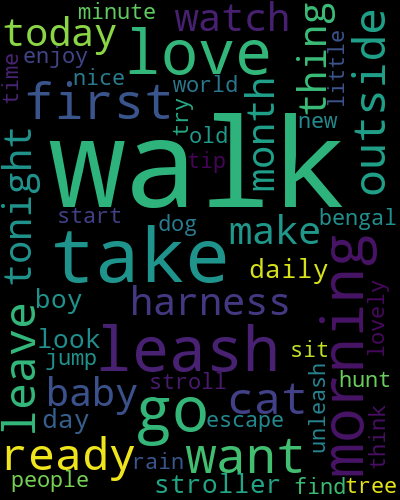 minute
today
love
watch
thing
little
outside
enjoy
nice
world
time
first
try
month
old
new
tip
walk
tonight
start
dog
make
bengal
take
daily
boy
harness
morning
lovely
leave
look
jump
leash
sit
stroll
hunt
baby
cat
unleash
think
day
go
escape
ready
rain
want
people
stroller
find
tree